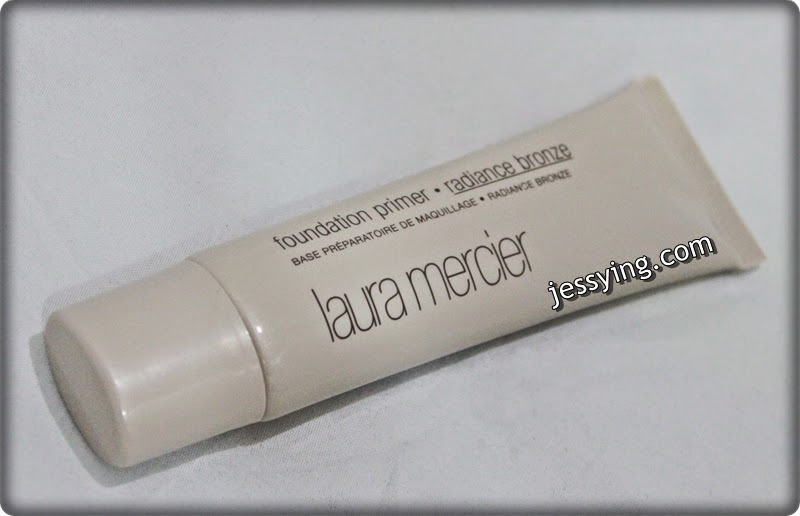 foundation primer • radiance bronze
BASE PRÉPARATOIRE DE MAQUILLAGE • RADIANCE BRONZE
laura mercier
jessying.com